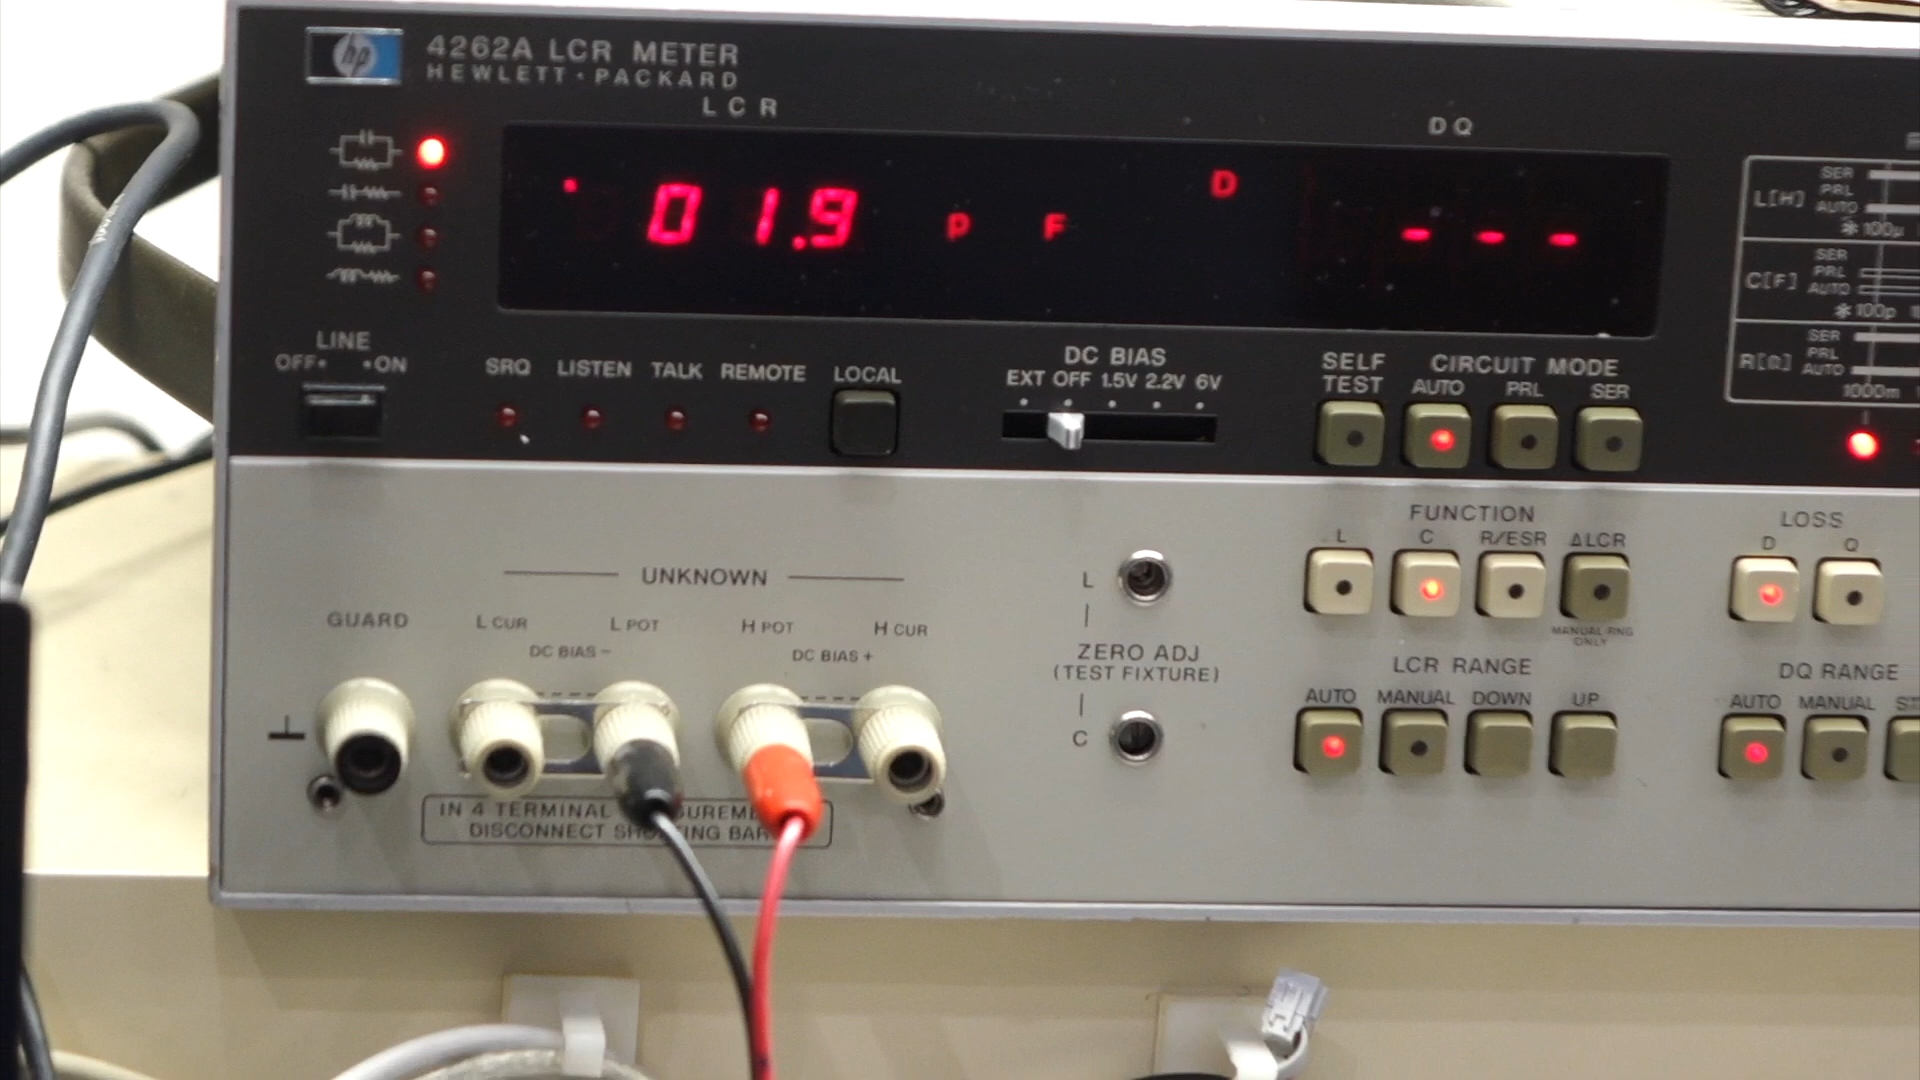 hp
4262A LCR METER
HEWLETT·PACKARD
LCR
DQ
01.9 p F
D
- - -
L[H]
SER
PRL
AUTO
*100µ
C[F]
SER
PRL
AUTO
*100p
R[Ω]
SER
PRL
AUTO
1000m
LINE
OFF· ·ON
SRQ LISTEN TALK REMOTE LOCAL
DC BIAS
EXT OFF 1.5V 2.2V 6V
SELF
TEST
CIRCUIT MODE
AUTO PRL SER
FUNCTION
L C R/ESR ΔLCR
MANUAL RNG
ONLY
LOSS
D Q
UNKNOWN
GUARD
L CUR L POT H POT H CUR
DC BIAS − DC BIAS +
L
ZERO ADJ
(TEST FIXTURE)
C
LCR RANGE
AUTO MANUAL DOWN UP
DQ RANGE
AUTO MANUAL
IN 4 TERMINAL
DISCONNECT